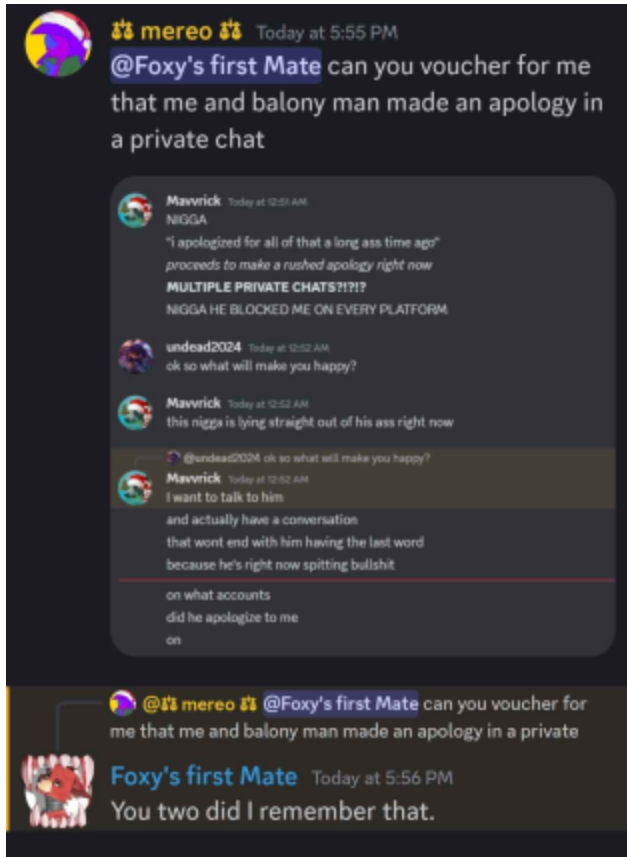 mereo Today at 5:55 PM
@Foxy's first Mate can you voucher for me
that me and balony man made an apology in
a private chat
Mavvrick Today at 12:51 AM
NIGGA
"i apologized for all of that a long ass time ago"
proceeds to make a rushed apology right now
MULTIPLE PRIVATE CHATS?!?!?
NIGGA HE BLOCKED ME ON EVERY PLATFORM
undead2024 Today at 12:52 AM
ok so what will make you happy?
Mavvrick Today at 12:52 AM
this nigga is lying straight out of his ass right now
@undead2024 ok so what will make you happy?
Mavvrick Today at 12:52 AM
I want to talk to him
and actually have a conversation
that wont end with him having the last word
because he's right now spitting bullshit
on what accounts
did he apologize to me
on
@⚖ mereo ⚖ @Foxy's first Mate can you voucher for
me that me and balony man made an apology in a private
Foxy's first Mate Today at 5:56 PM
You two did I remember that.